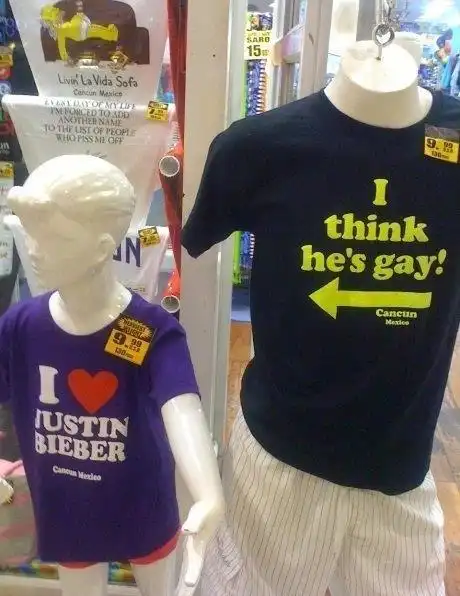 Livin' La Vida Sofa
Cancun Mexico
EVERY DAY OF MY LIFE
I'M FORCED TO ADD
ANOTHER NAME
TO THE LIST OF PEOPLE
WHO PISS ME OFF
SARO
15
I
think
he's gay!
Cancun
Mexico
9.99
I ❤
JUSTIN
BIEBER
Cancun Mexico
9.99